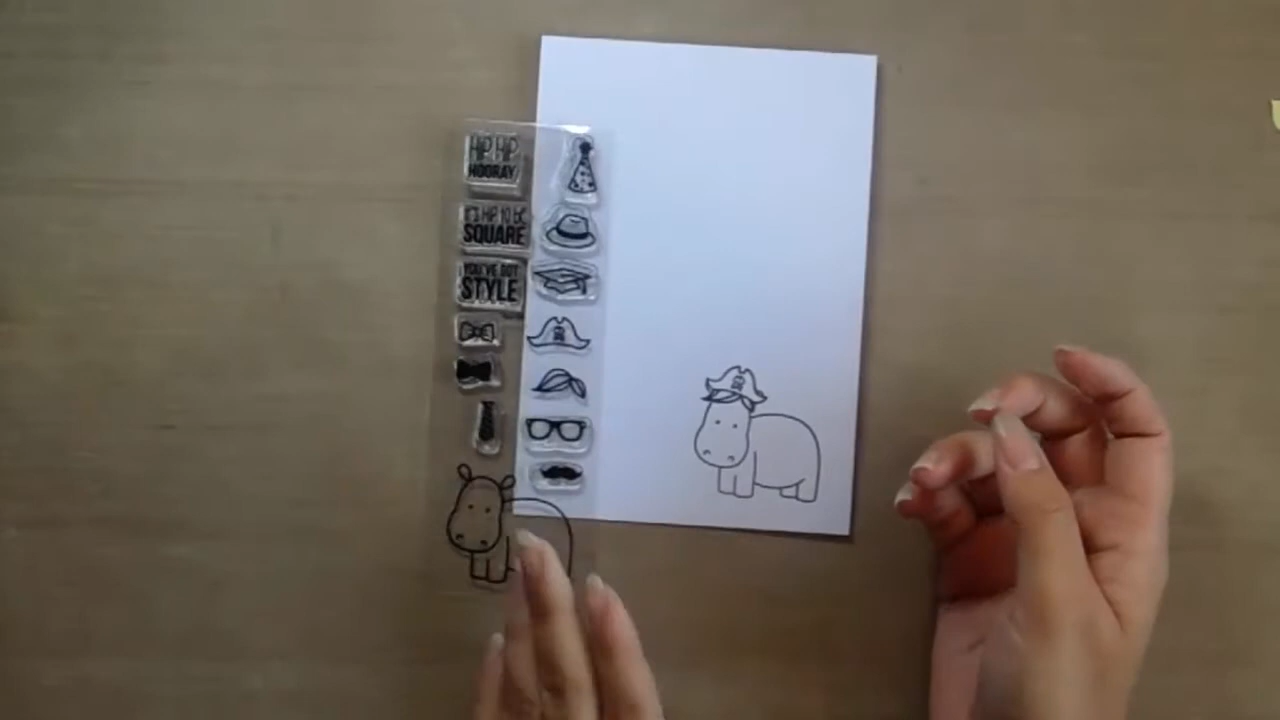 HIP HIP
HOORAY
IT'S HIP TO BE
SQUARE
YOU'VE GOT
STYLE